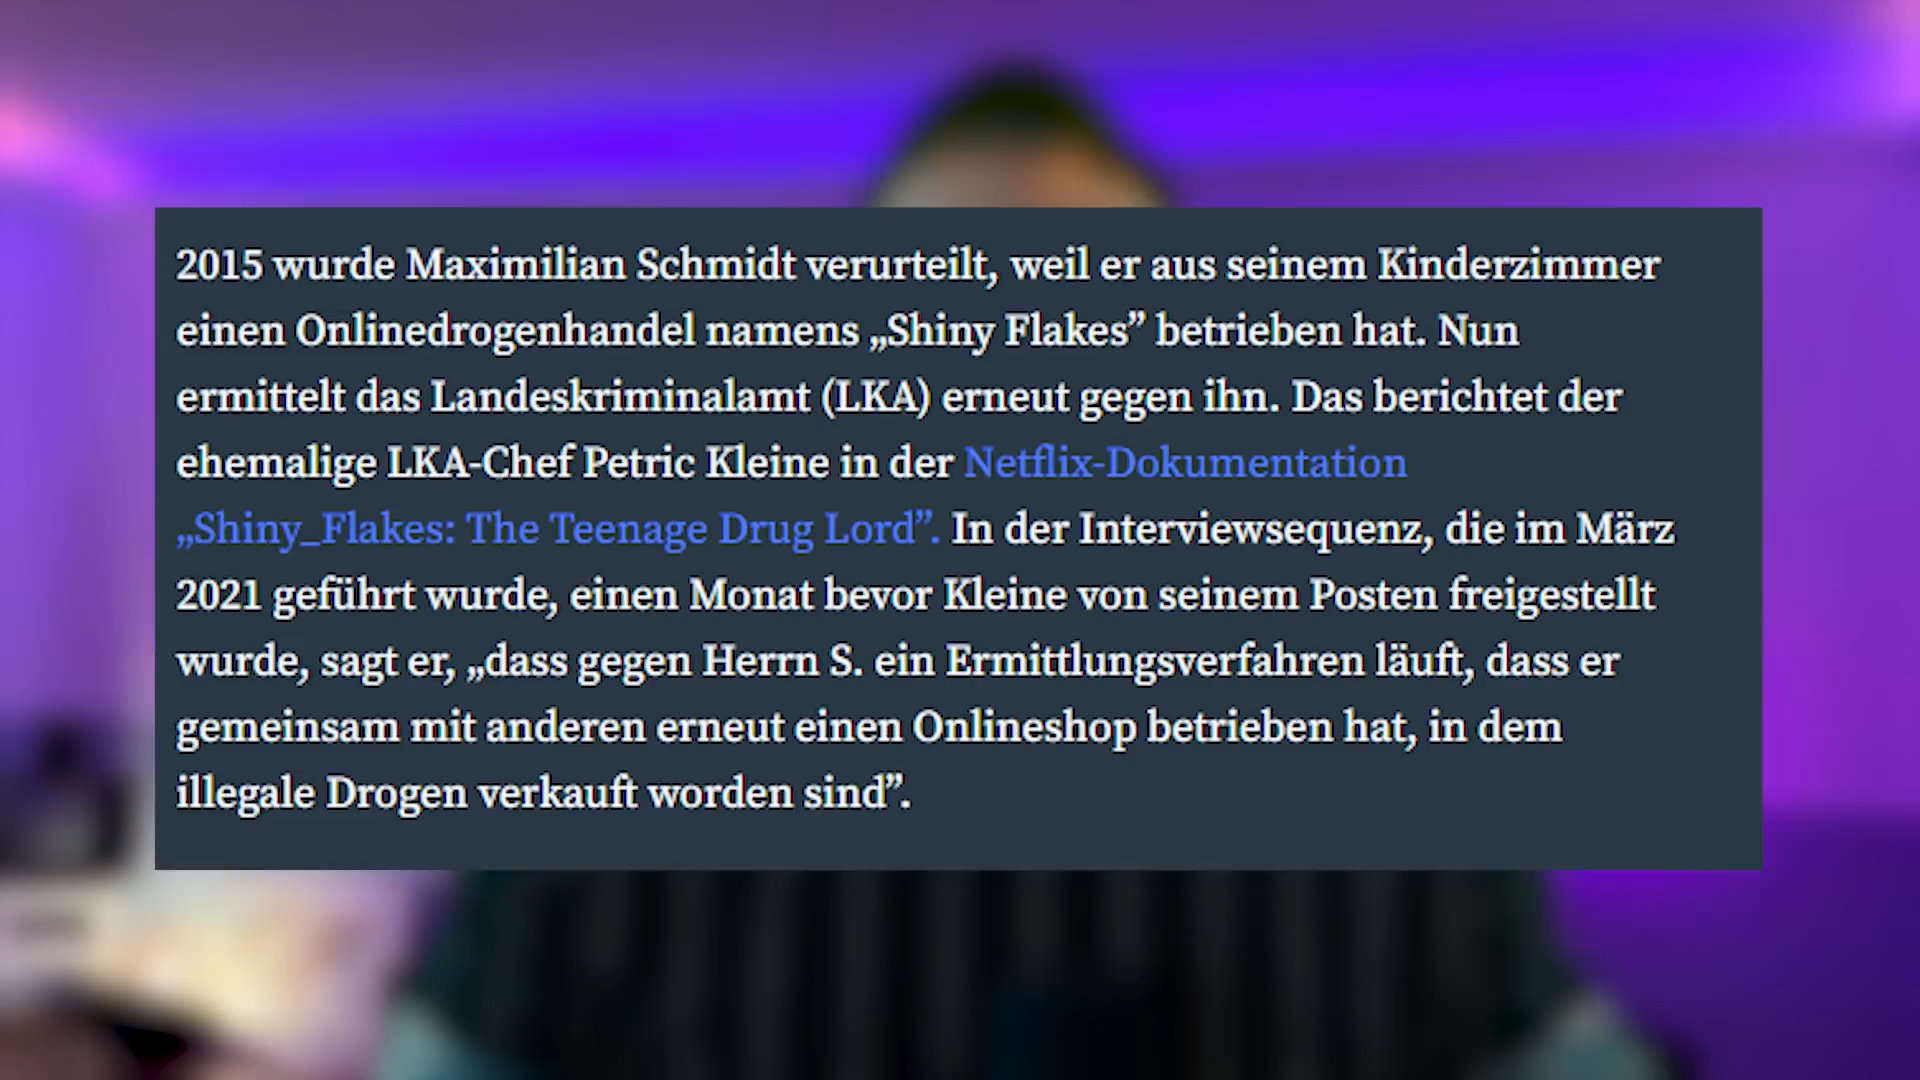 2015 wurde Maximilian Schmidt verurteilt, weil er aus seinem Kinderzimmer
einen Onlinedrogenhandel namens „Shiny Flakes” betrieben hat. Nun
ermittelt das Landeskriminalamt (LKA) erneut gegen ihn. Das berichtet der
ehemalige LKA-Chef Petric Kleine in der Netflix-Dokumentation
„Shiny_Flakes: The Teenage Drug Lord”. In der Interviewsequenz, die im März
2021 geführt wurde, einen Monat bevor Kleine von seinem Posten freigestellt
wurde, sagt er, „dass gegen Herrn S. ein Ermittlungsverfahren läuft, dass er
gemeinsam mit anderen erneut einen Onlineshop betrieben hat, in dem
illegale Drogen verkauft worden sind”.